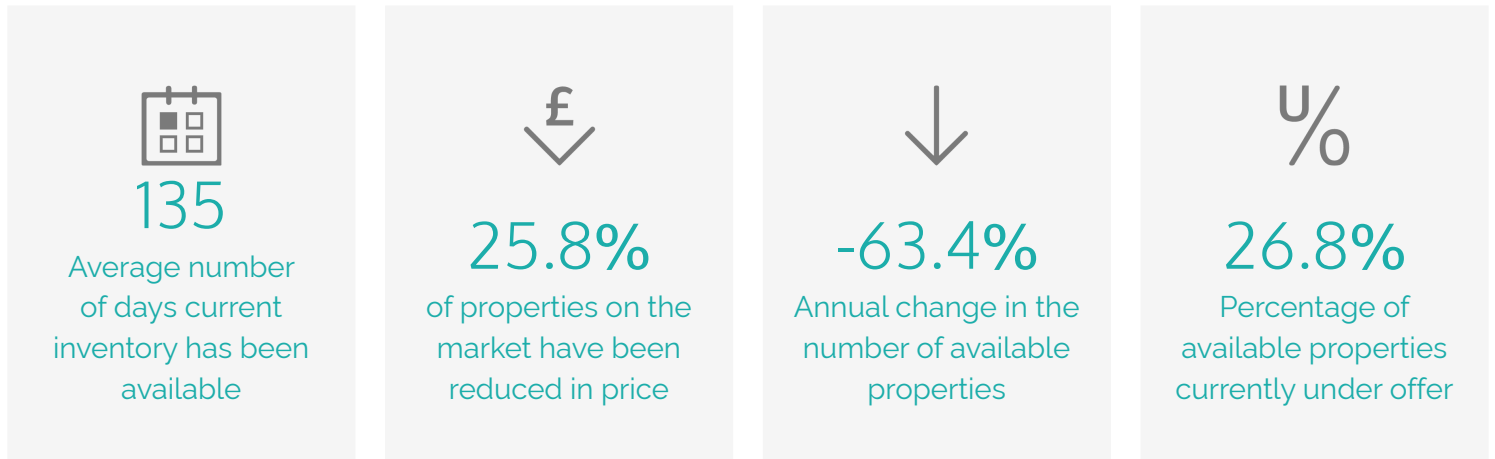 135
Average number
of days current
inventory has been
available
£
25.8%
of properties on the
market have been
reduced in price
-63.4%
Annual change in the
number of available
properties
U/O
26.8%
Percentage of
available properties
currently under offer